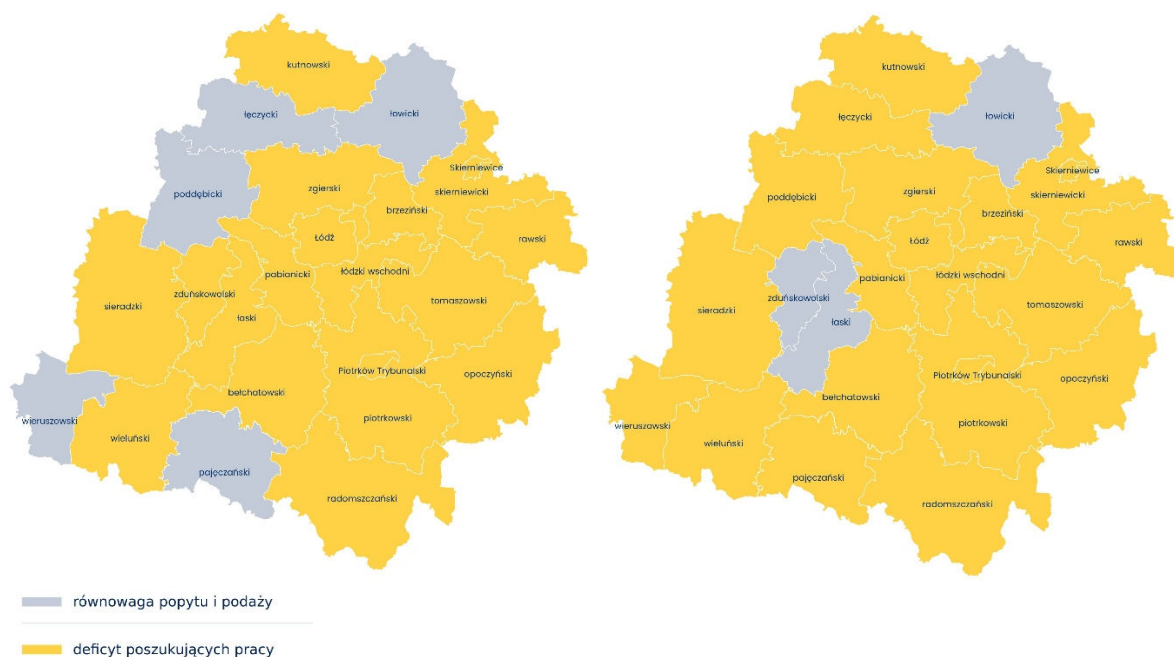 kutnowski
łęczycki
łowicki
Skierniewice
poddębicki
zgierski
skierniewicki
brzeziński
Łódź
rawski
pabianicki
łódzki wschodni
zduńskowolski
tomaszowski
sieradzki
łaski
Piotrków Trybunalski
opoczyński
bełchatowski
piotrkowski
wieruszowski
wieluński
pajęczański
radomszczański
kutnowski
łęczycki
łowicki
Skierniewice
poddębicki
zgierski
skierniewicki
brzeziński
Łódź
rawski
pabianicki
łódzki wschodni
zduńskowolski
tomaszowski
sieradzki
łaski
Piotrków Trybunalski
opoczyński
bełchatowski
piotrkowski
wieruszowski
wieluński
pajęczański
radomszczański
równowaga popytu i podaży
deficyt poszukujących pracy